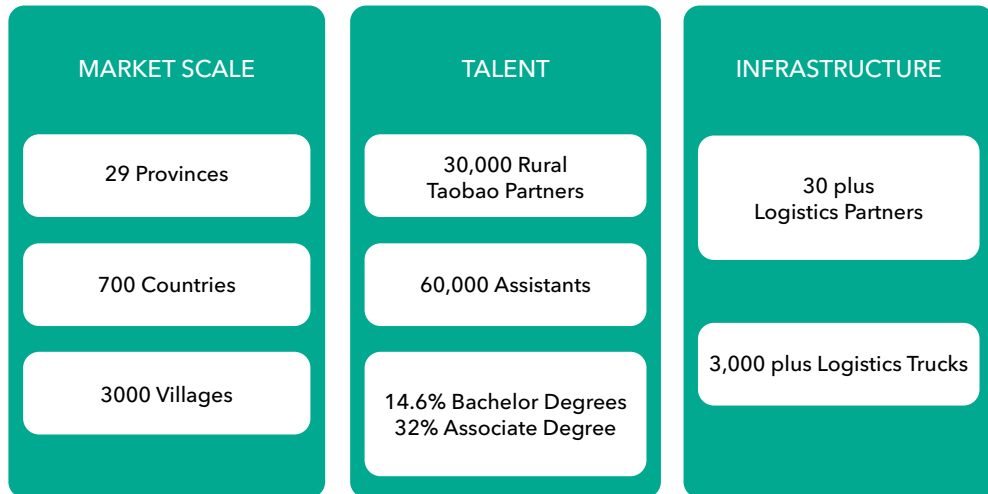 MARKET SCALE
29 Provinces
700 Countries
3000 Villages
TALENT
30,000 Rural
Taobao Partners
60,000 Assistants
14.6% Bachelor Degrees
32% Associate Degree
INFRASTRUCTURE
30 plus
Logistics Partners
3,000 plus Logistics Trucks